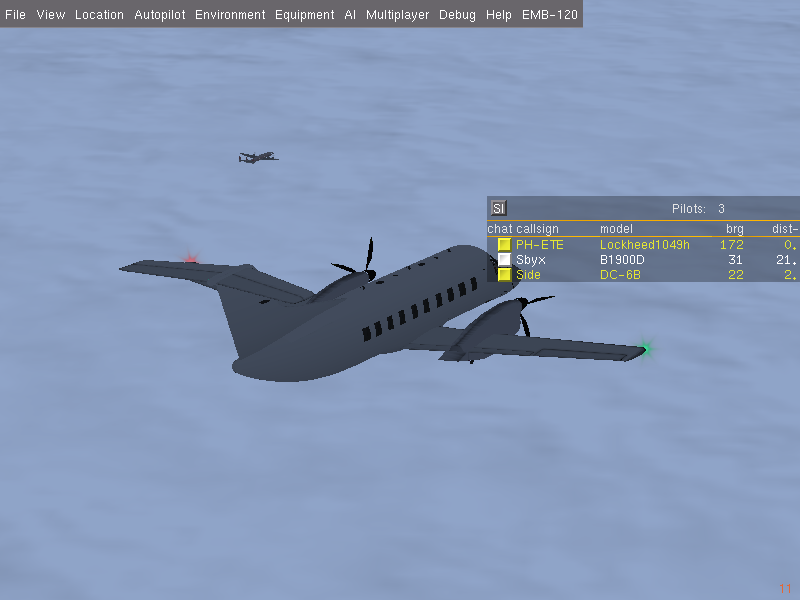 File View Location Autopilot Environment Equipment AI Multiplayer Debug Help EMB-120
SI Pilots: 3
chat callsign model brg dist-
PH-ETE Lockheed1049h 172 0.
Sbyx B1900D 31 21.
Side DC-6B 22 2.
11